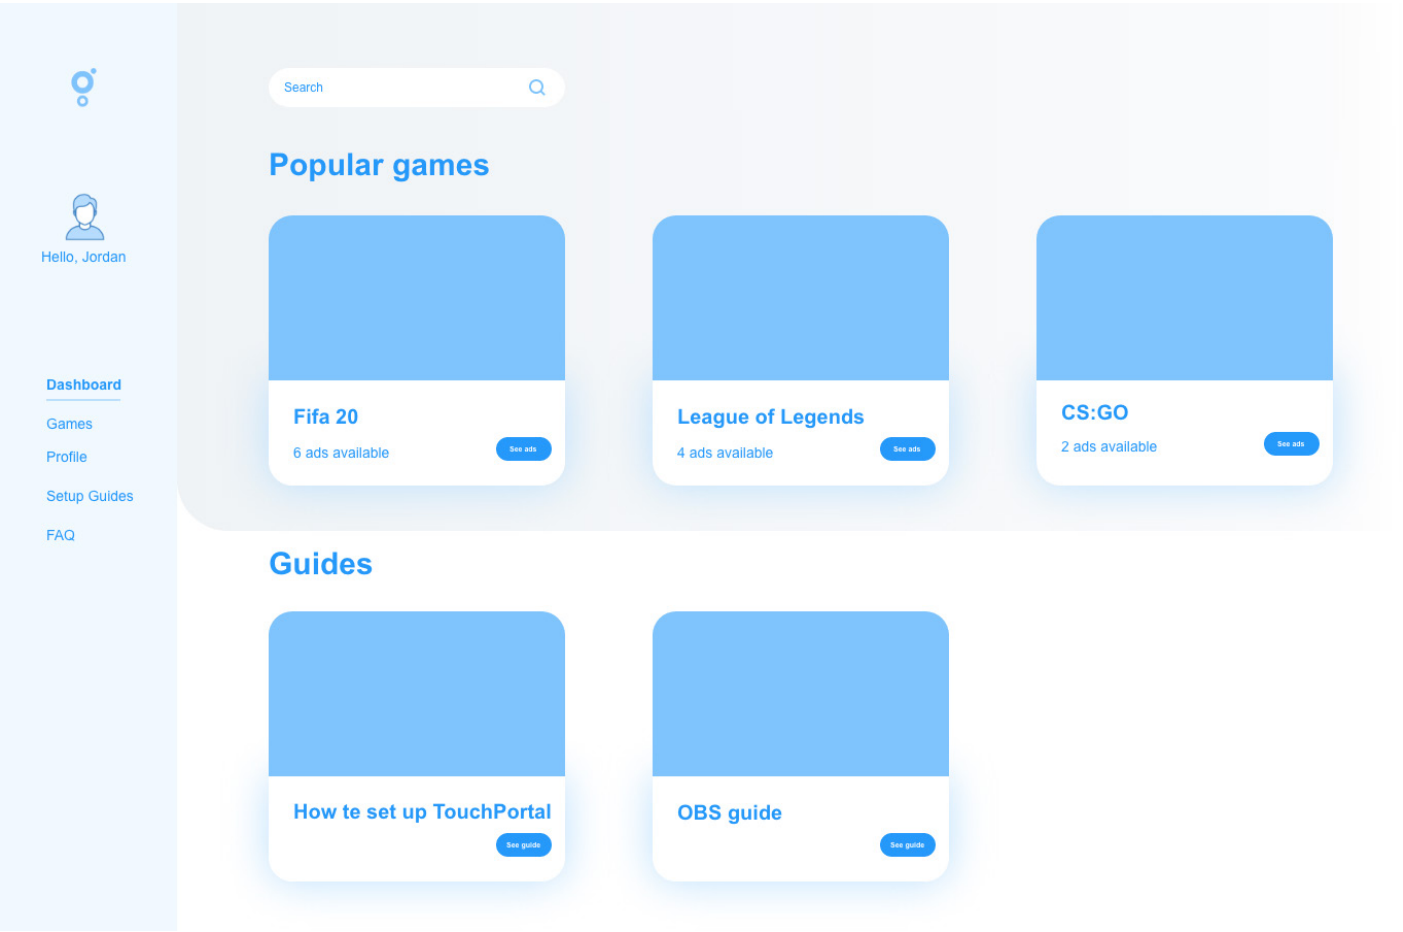 Hello, Jordan
Dashboard
Games
Profile
Setup Guides
FAQ
Search
Popular games
Fifa 20
6 ads available
See ads
League of Legends
4 ads available
See ads
CS:GO
2 ads available
See ads
Guides
How te set up TouchPortal
See guide
OBS guide
See guide